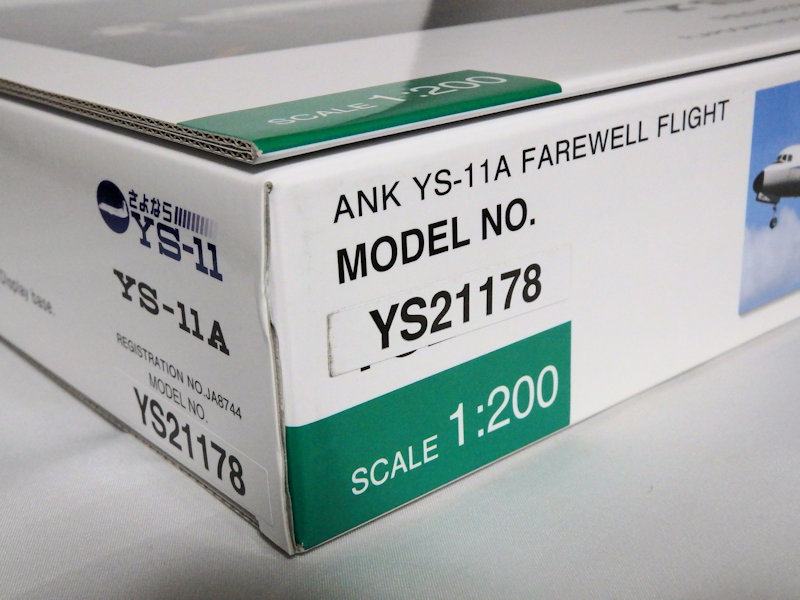 SCALE 1:200
ANK YS-11A FAREWELL FLIGHT
MODEL NO.
YS21178
SCALE 1:200
さよなら
YS-11
YS-11A
REGISTRATION NO.JA8744
MODEL NO.
YS21178
Display base.